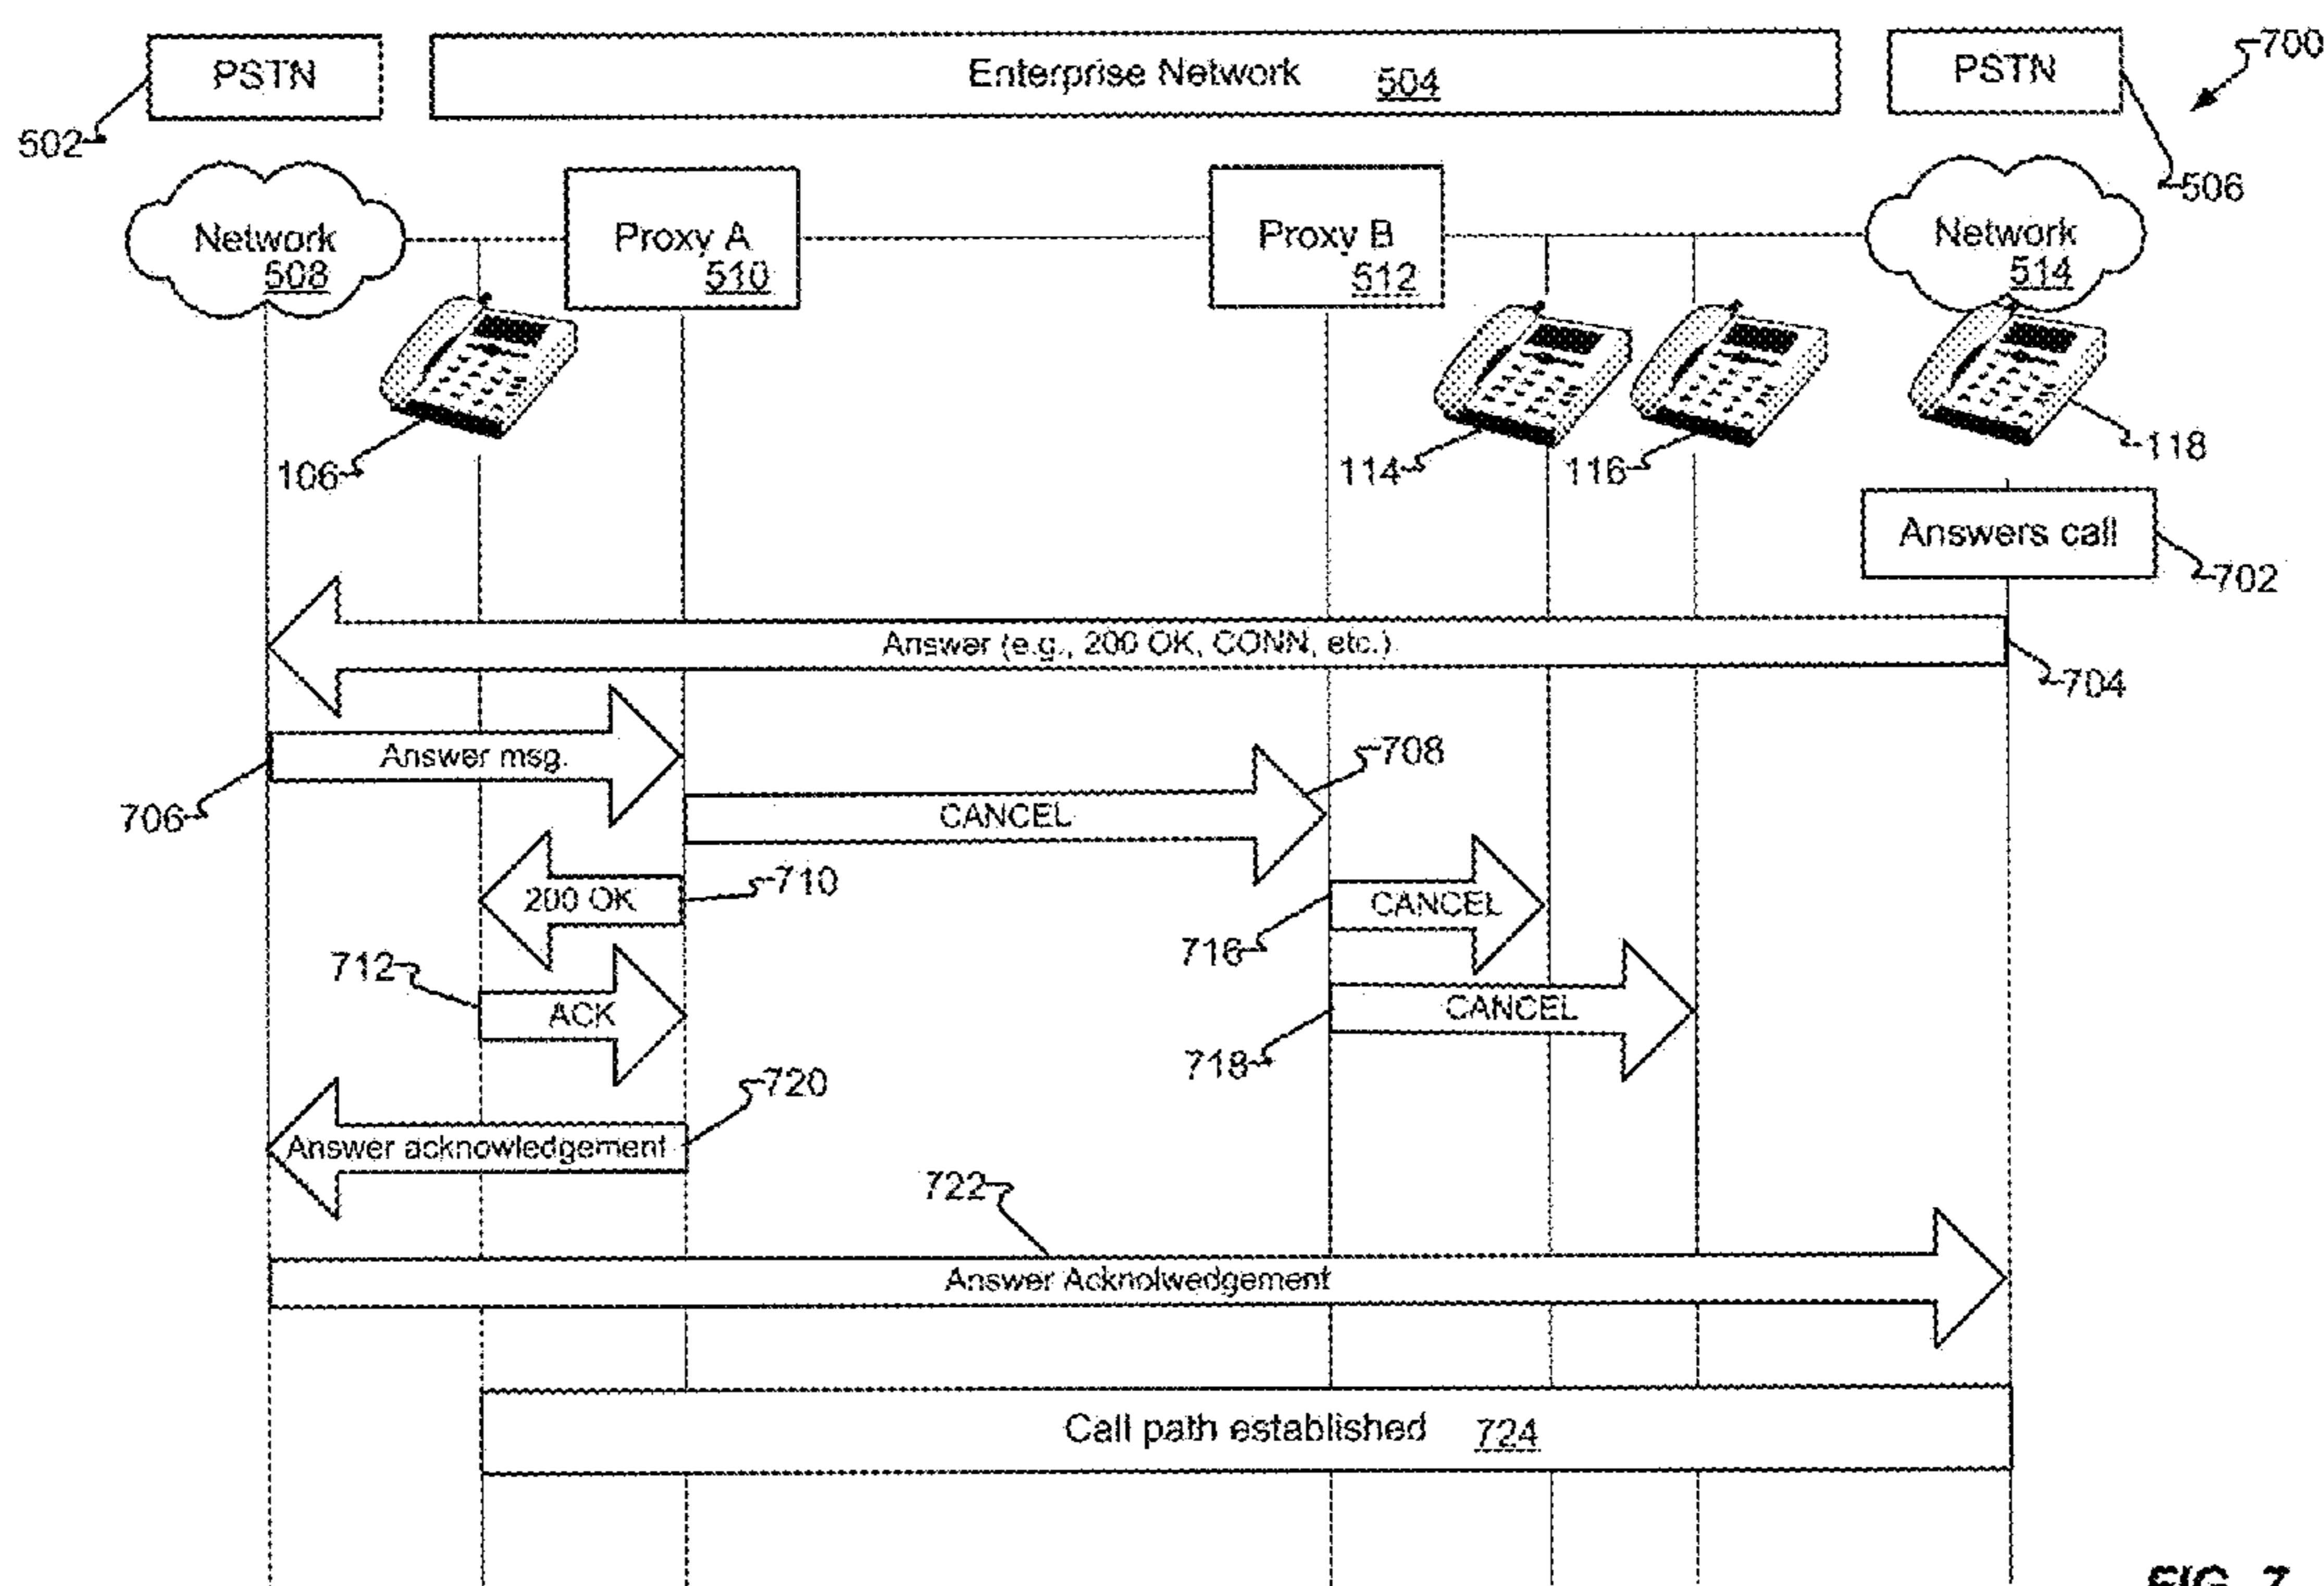 PSTN
Enterprise Network 504
PSTN
700
502
506
Network
508
Proxy A
510
Proxy B
512
Network
514
106
114
116
118
Answers call
702
Answer (e.g., 200 OK, CONN, etc.)
704
Answer msg.
706
708
CANCEL
200 OK
710
CANCEL
716
712
ACK
CANCEL
718
720
Answer acknowledgement
722
Answer Acknolwedgement
Call path established 724
FIG. 7